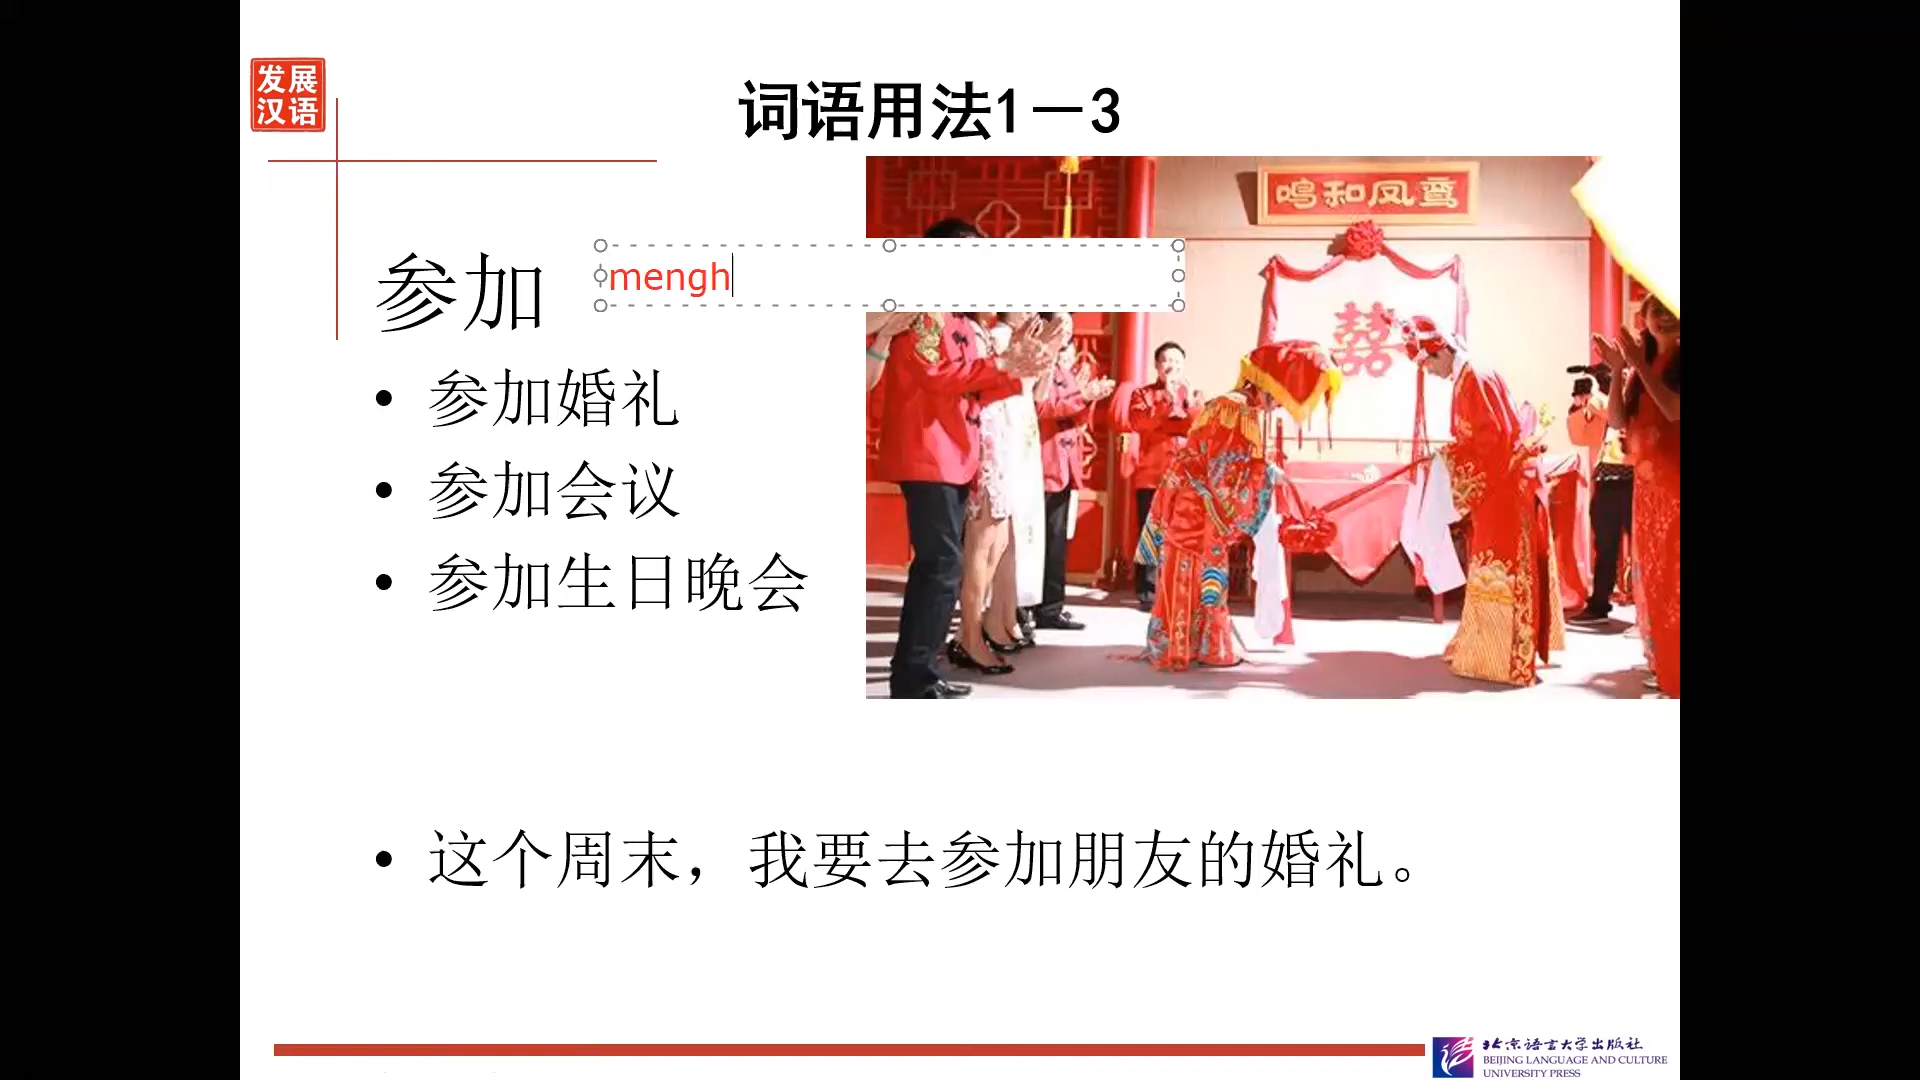 发展
汉语
词语用法1－3
鸣和凤鸾
参加
mengh
囍
• 参加婚礼
• 参加会议
• 参加生日晚会
• 这个周末，我要去参加朋友的婚礼。
北京语言大学出版社
BEIJING LANGUAGE AND CULTURE
UNIVERSITY PRESS